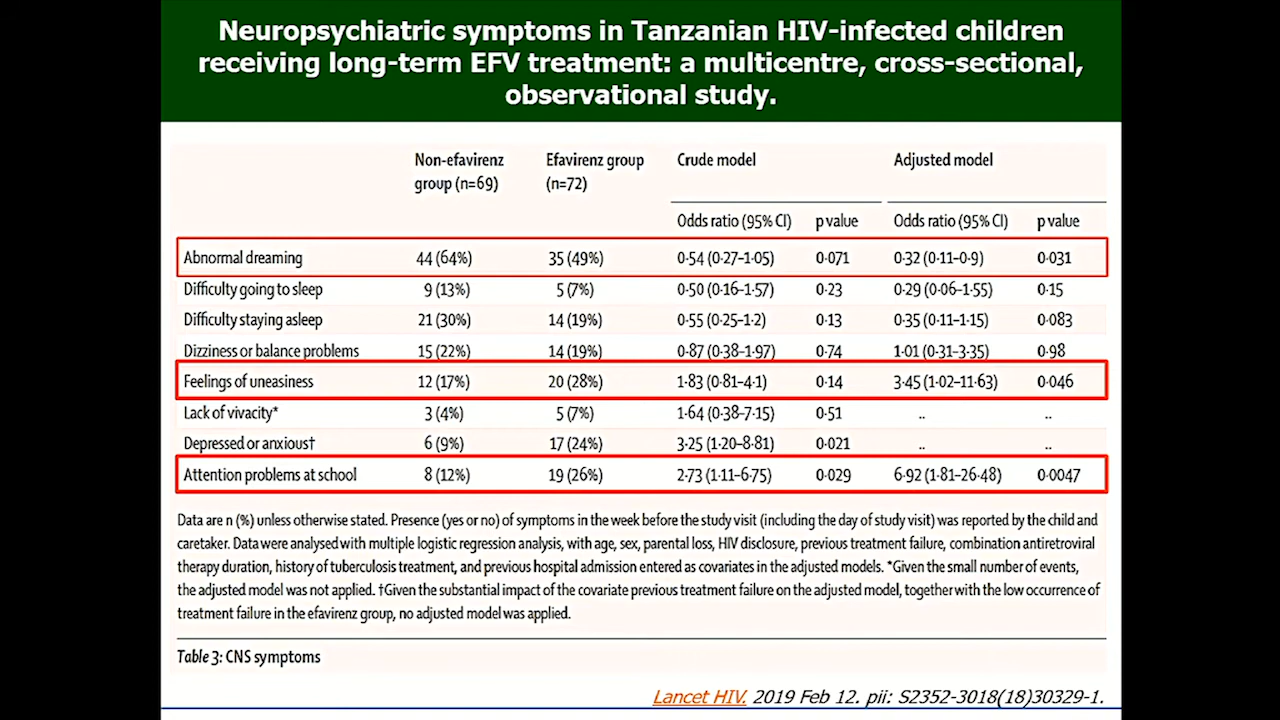 Neuropsychiatric symptoms in Tanzanian HIV-infected children
receiving long-term EFV treatment: a multicentre, cross-sectional,
observational study.
Non-efavirenz group (n=69) Efavirenz group (n=72) Crude model Adjusted model
Odds ratio (95% CI) p value Odds ratio (95% CI) p value
Abnormal dreaming 44 (64%) 35 (49%) 0·54 (0·27–1·05) 0·071 0·32 (0·11–0·9) 0·031
Difficulty going to sleep 9 (13%) 5 (7%) 0·50 (0·16–1·57) 0·23 0·29 (0·06–1·55) 0·15
Difficulty staying asleep 21 (30%) 14 (19%) 0·55 (0·25–1·2) 0·13 0·35 (0·11–1·15) 0·083
Dizziness or balance problems 15 (22%) 14 (19%) 0·87 (0·38–1·97) 0·74 1·01 (0·31–3·35) 0·98
Feelings of uneasiness 12 (17%) 20 (28%) 1·83 (0·81–4·1) 0·14 3·45 (1·02–11·63) 0·046
Lack of vivacity* 3 (4%) 5 (7%) 1·64 (0·38–7·15) 0·51 .. ..
Depressed or anxious† 6 (9%) 17 (24%) 3·25 (1·20–8·81) 0·021 .. ..
Attention problems at school 8 (12%) 19 (26%) 2·73 (1·11–6·75) 0·029 6·92 (1·81–26·48) 0·0047
Data are n (%) unless otherwise stated. Presence (yes or no) of symptoms in the week before the study visit (including the day of study visit) was reported by the child and
caretaker. Data were analysed with multiple logistic regression analysis, with age, sex, parental loss, HIV disclosure, previous treatment failure, combination antiretroviral
therapy duration, history of tuberculosis treatment, and previous hospital admission entered as covariates in the adjusted models. *Given the small number of events,
the adjusted model was not applied. †Given the substantial impact of the covariate previous treatment failure on the adjusted model, together with the low occurrence of
treatment failure in the efavirenz group, no adjusted model was applied.
Table 3: CNS symptoms
Lancet HIV. 2019 Feb 12. pii: S2352-3018(18)30329-1.